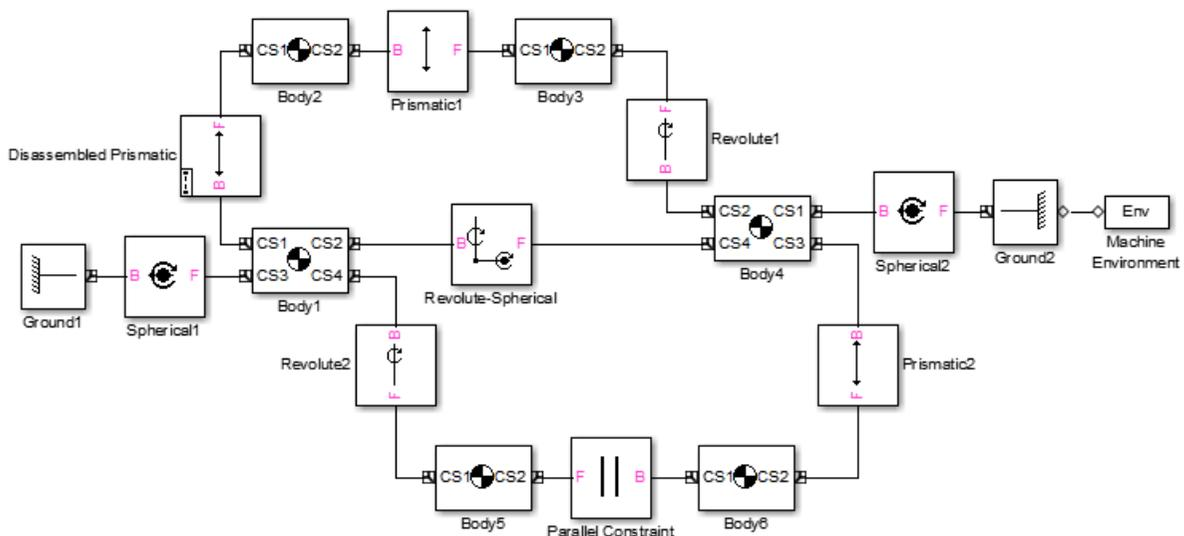 CS1 CS2
Body2
B F
Prismatic1
CS1 CS2
Body3
Disassembled Prismatic
F
B
F
B
Revolute1
Ground1
B F
Spherical1
CS1 CS2
CS3 CS4
Body1
B F
Revolute-Spherical
CS2 CS1
CS4 CS3
Body4
B F
Spherical2
Ground2
Env
Machine
Environment
Revolute2
B
F
B
F
Prismatic2
CS1 CS2
Body5
F B
Parallel Constraint
CS1 CS2
Body6